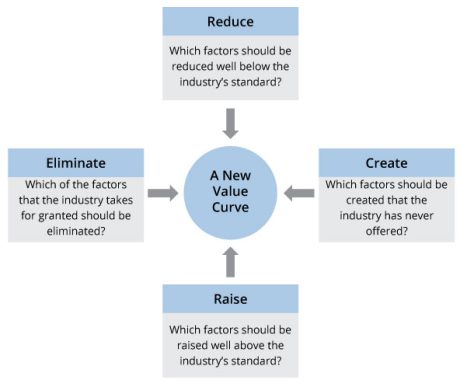 Reduce
Which factors should be
reduced well below the
industry's standard?
Eliminate
Which of the factors
that the industry takes
for granted should be
eliminated?
A New
Value
Curve
Create
Which factors should be
created that the
industry has never
offered?
Raise
Which factors should be
raised well above the
industry's standard?